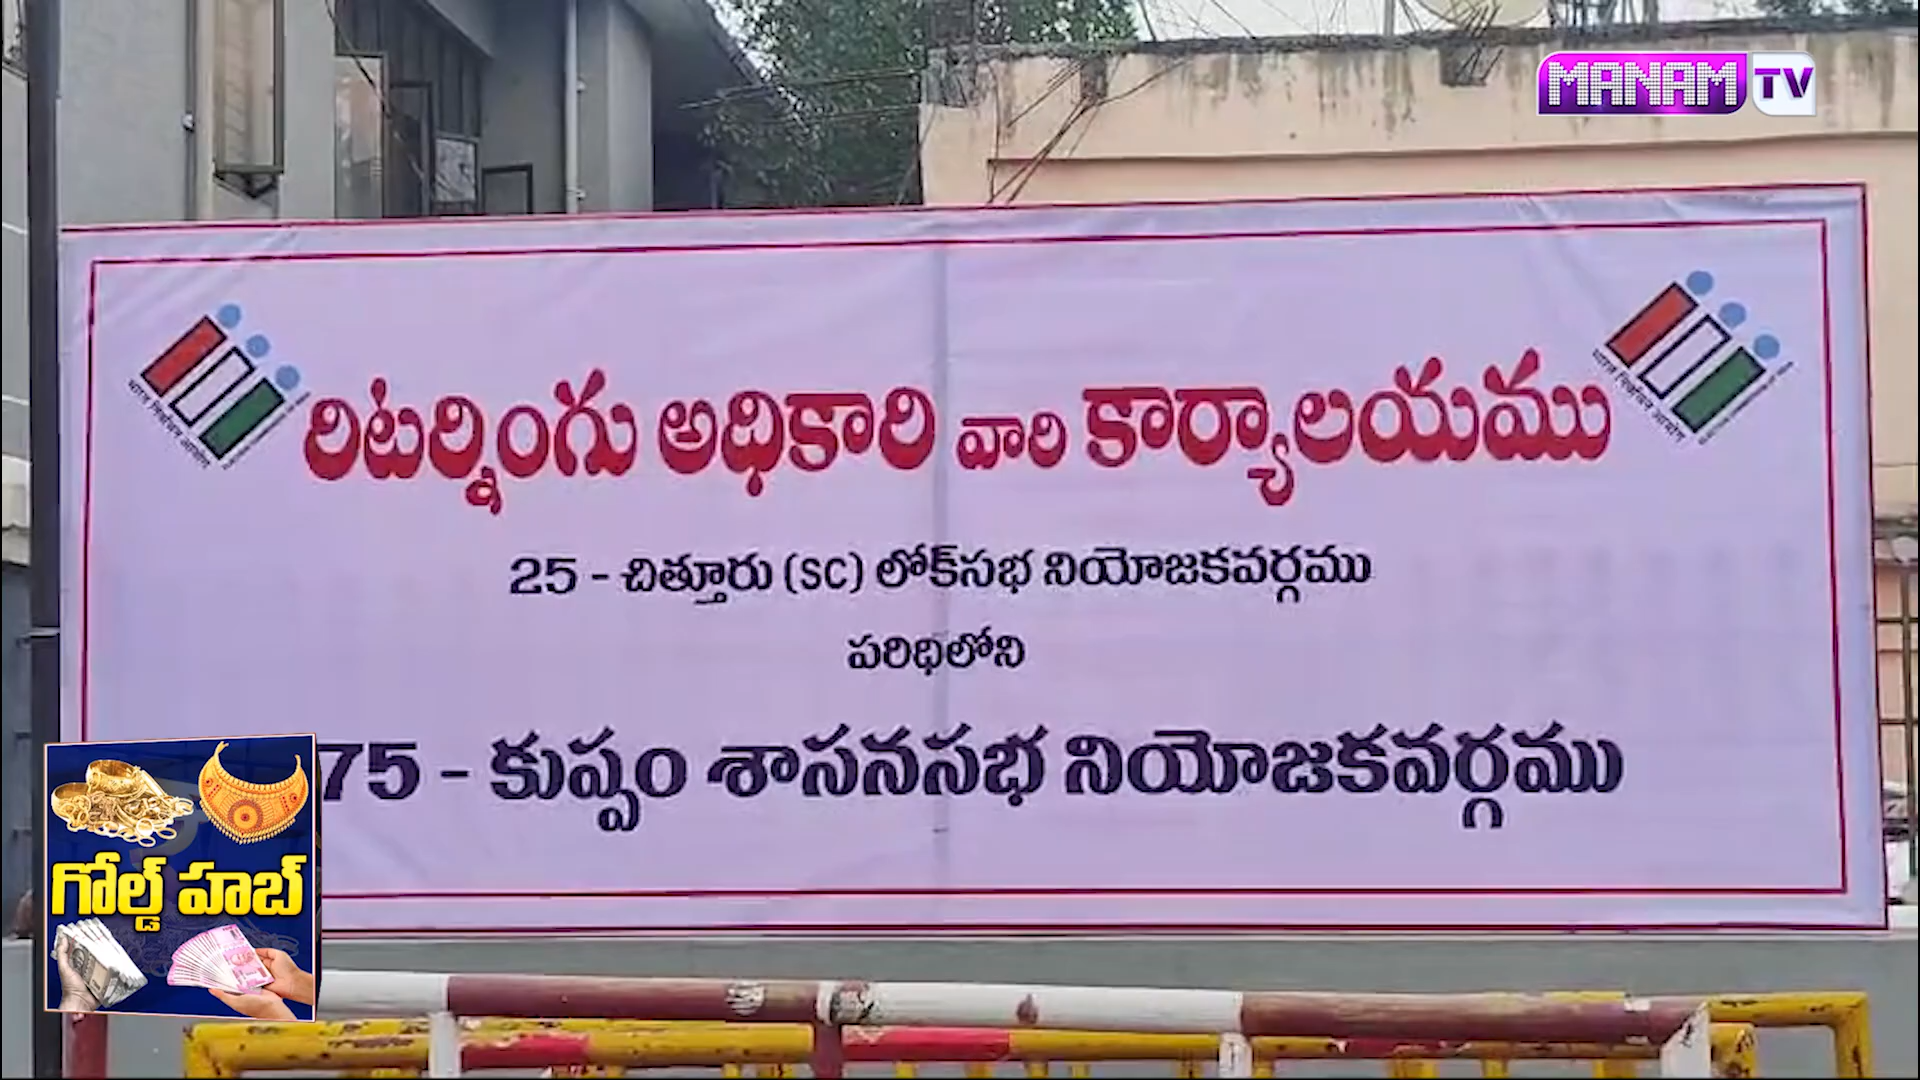 MANAM TV
రిటర్నింగు అధికారి వారి కార్యాలయము
25 - చిత్తూరు (SC) లోక్‌సభ నియోజకవర్గము
పరిధిలోని
75 - కుప్పం శాసనసభ నియోజకవర్గము
గోల్డ్ హబ్